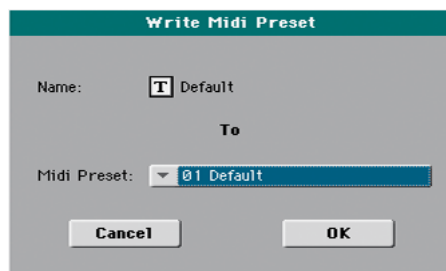 Write Midi Preset
Name: T Default
To
Midi Preset: 01 Default
Cancel OK